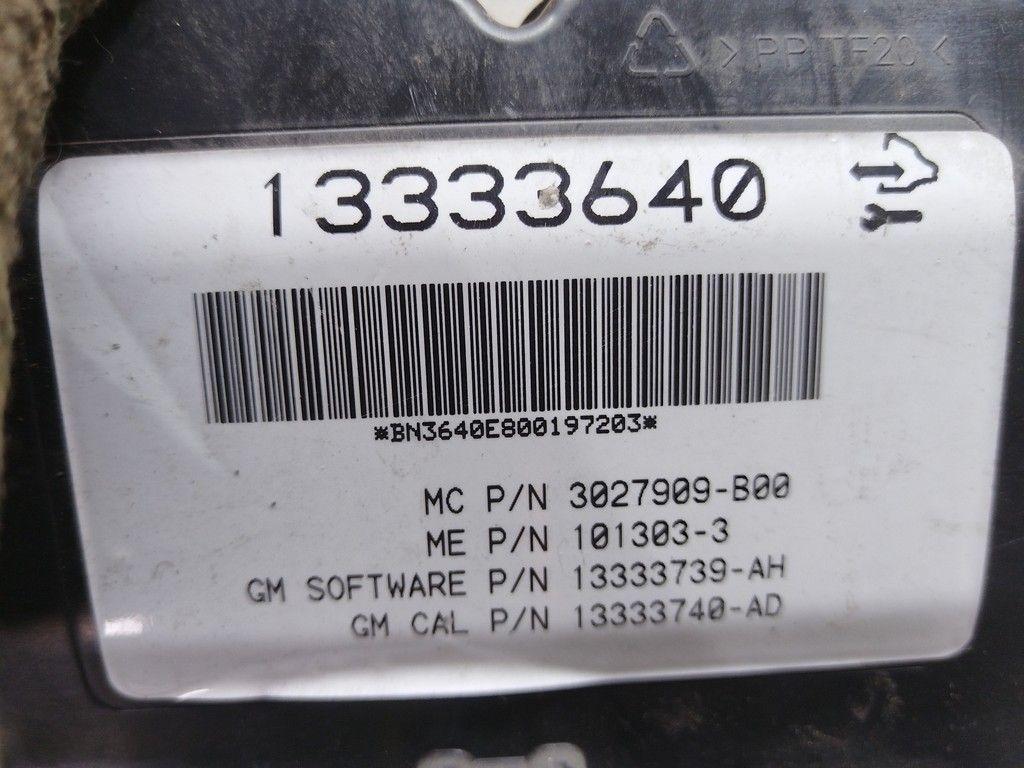 >PP TF20<
13333640
*BN3640E800197203*
MC P/N 3027909-B00
ME P/N 101303-3
GM SOFTWARE P/N 13333739-AH
GM CAL P/N 13333740-AD